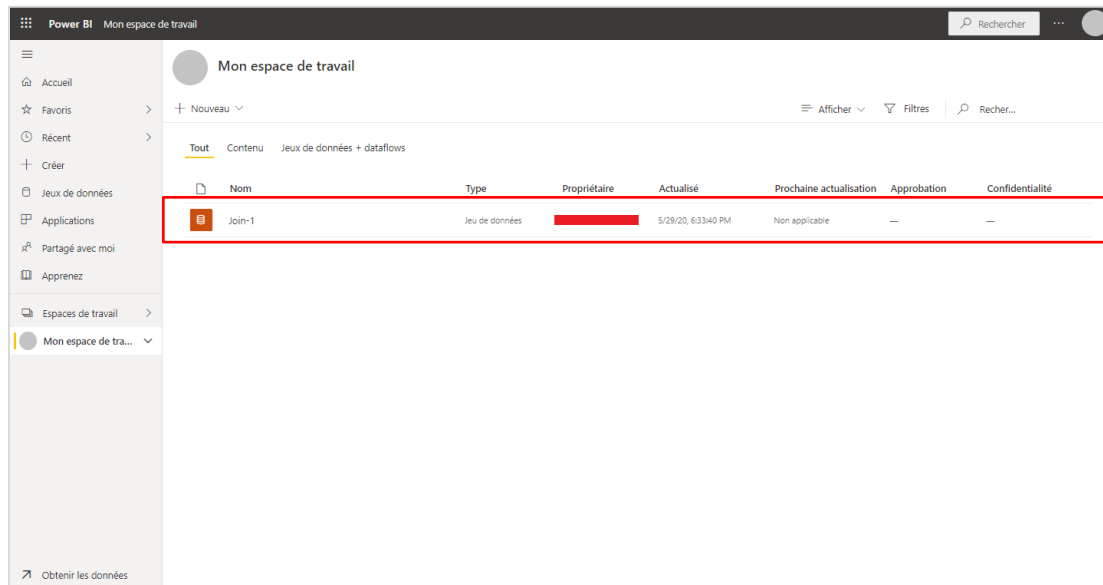 Power BI Mon espace de travail
Rechercher
Mon espace de travail
Accueil
Favoris
Récent
Créer
Jeux de données
Applications
Partagé avec moi
Apprenez
Espaces de travail
Mon espace de tra...
Obtenir les données
Nouveau
Afficher
Filtres
Recher...
Tout Contenu Jeux de données + dataflows
Nom Type Propriétaire Actualisé Prochaine actualisation Approbation Confidentialité
Join-1 Jeu de données 5/29/20, 6:33:40 PM Non applicable — —